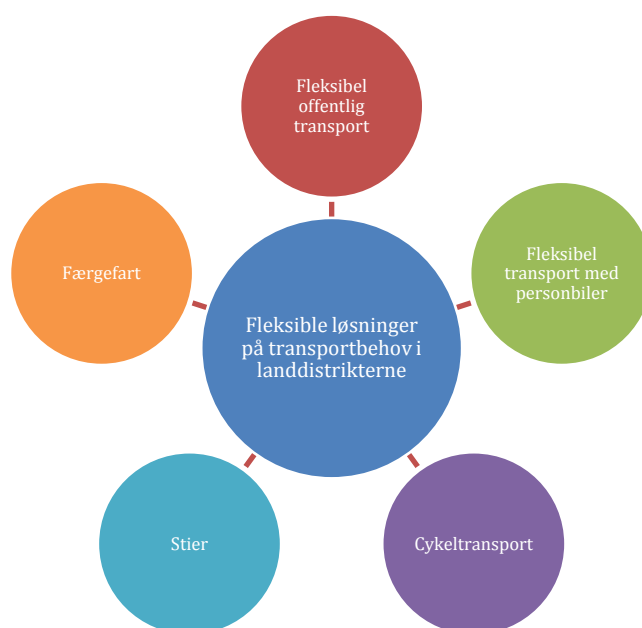 Fleksibel
offentlig
transport
Færgefart
Fleksibel
transport med
personbiler
Fleksible løsninger
på transportbehov i
landdistrikterne
Stier
Cykeltransport